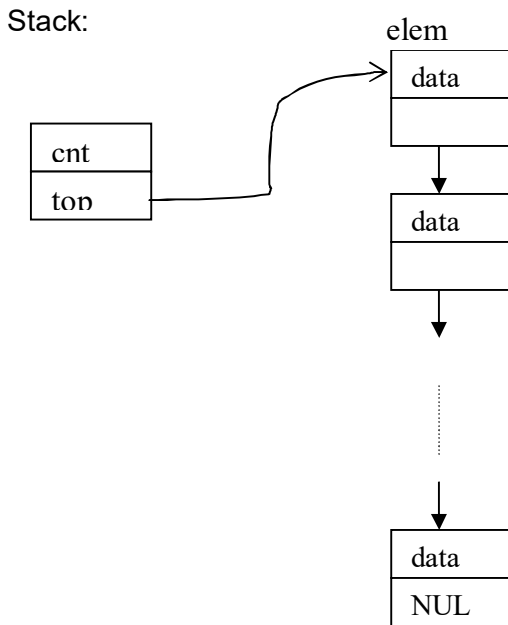 Stack:
elem
data
cnt
top
data
data
NUL